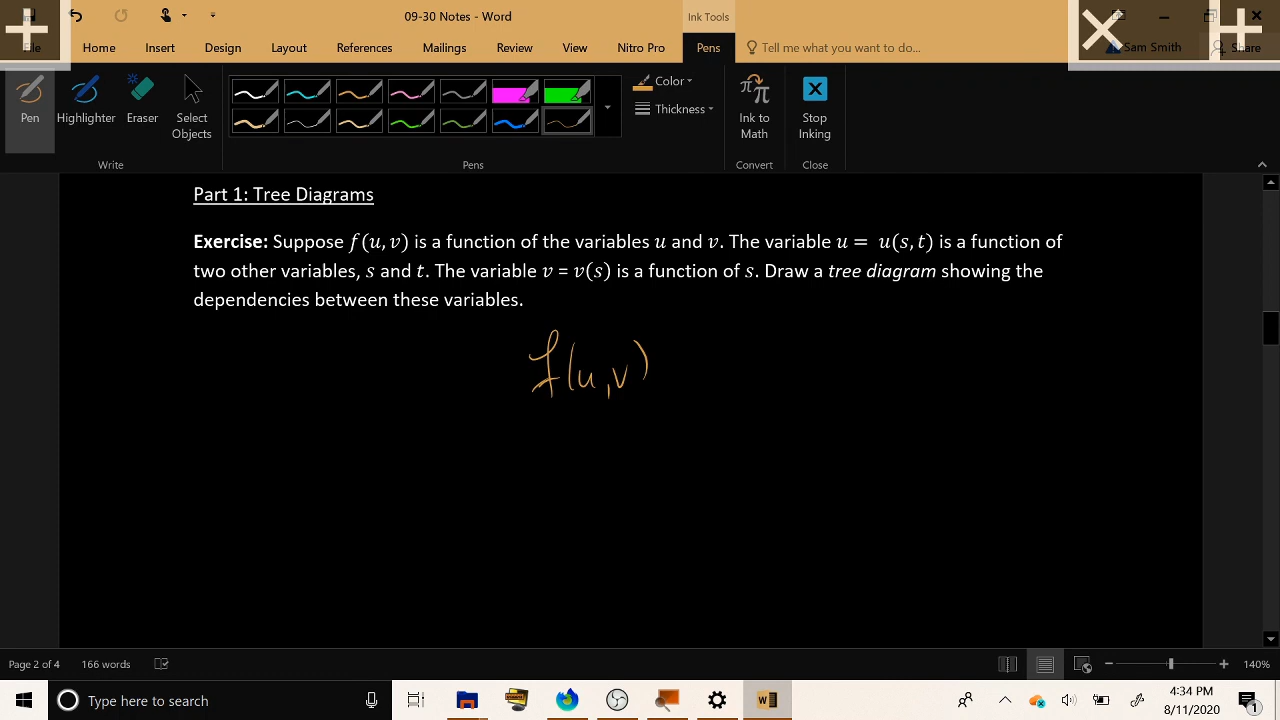 09-30 Notes - Word
Ink Tools
File Home Insert Design Layout References Mailings Review View Nitro Pro Pens Tell me what you want to do... Sam Smith Share
Pen Highlighter Eraser Select Objects
Color
Thickness
Ink to Math
Stop Inking
Write Pens Convert Close
Part 1: Tree Diagrams
Exercise: Suppose f(u, v) is a function of the variables u and v. The variable u = u(s, t) is a function of
two other variables, s and t. The variable v = v(s) is a function of s. Draw a tree diagram showing the
dependencies between these variables.
f(u,v)
Page 2 of 4 166 words 140%
Type here to search
4:34 PM
8/11/2020
1